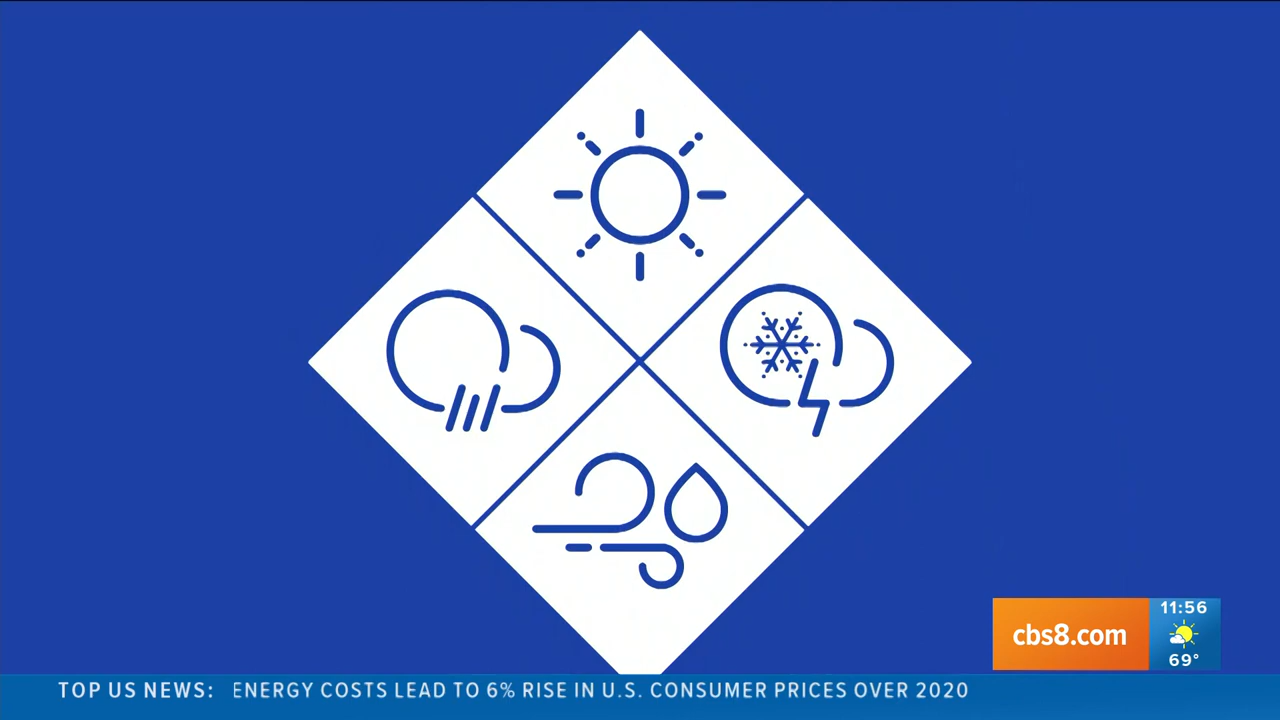 cbs8.com
11:56
69°
TOP US NEWS: ENERGY COSTS LEAD TO 6% RISE IN U.S. CONSUMER PRICES OVER 2020